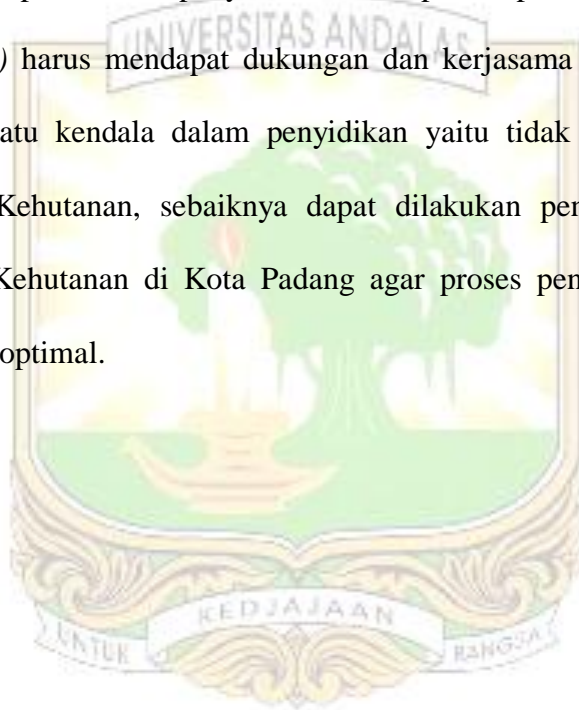 UNIVERSITAS ANDALAS
) harus mendapat dukungan dan kerjasama
atu kendala dalam penyidikan yaitu tidak
Kehutanan, sebaiknya dapat dilakukan pen
Kehutanan di Kota Padang agar proses pen
optimal.
KEDJAJAAN
UNTUK
BANGSA